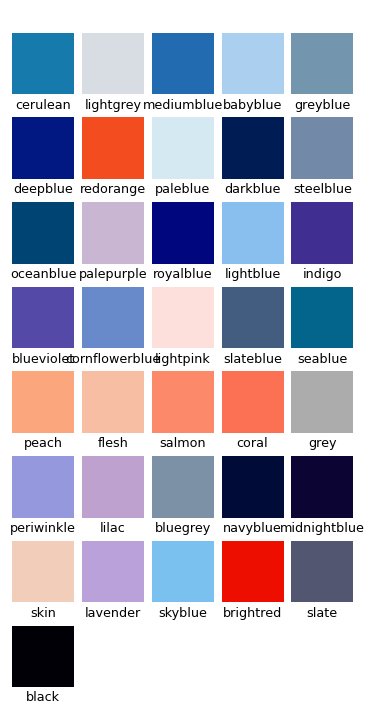 cerulean lightgrey mediumblue babyblue greyblue
deepblue redorange paleblue darkblue steelblue
oceanblue palepurple royalblue lightblue indigo
blueviolet cornflowerblue lightpink slateblue seablue
peach flesh salmon coral grey
periwinkle lilac bluegrey navyblue midnightblue
skin lavender skyblue brightred slate
black